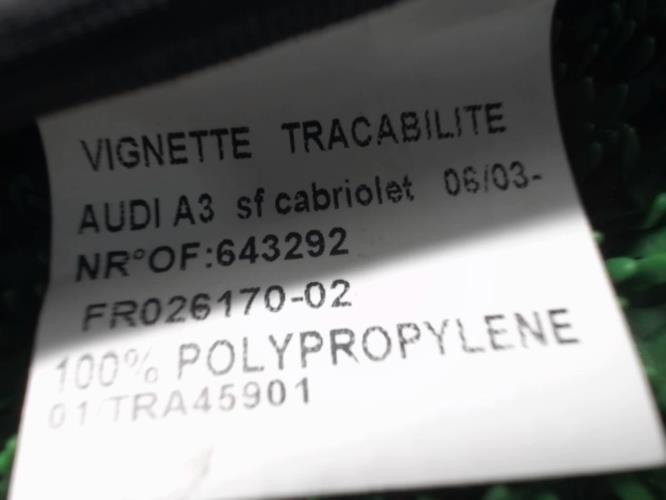 VIGNETTE TRACABILITE
AUDI A3 sf cabriolet 06/03-
NR°OF:643292
FR026170-02
100% POLYPROPYLENE
01/TRA45901